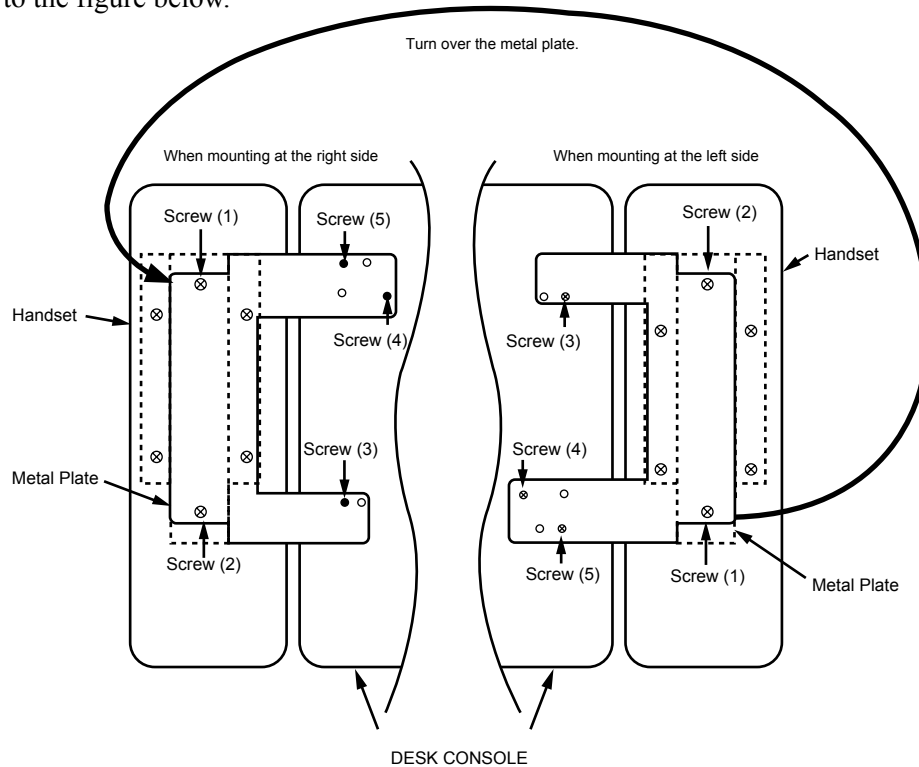 to the figure below.
Turn over the metal plate.
When mounting at the right side
When mounting at the left side
Screw (1)
Screw (5)
Screw (2)
Handset
Handset
Screw (4)
Screw (3)
Screw (3)
Screw (4)
Metal Plate
Screw (2)
Screw (5)
Screw (1)
Metal Plate
DESK CONSOLE